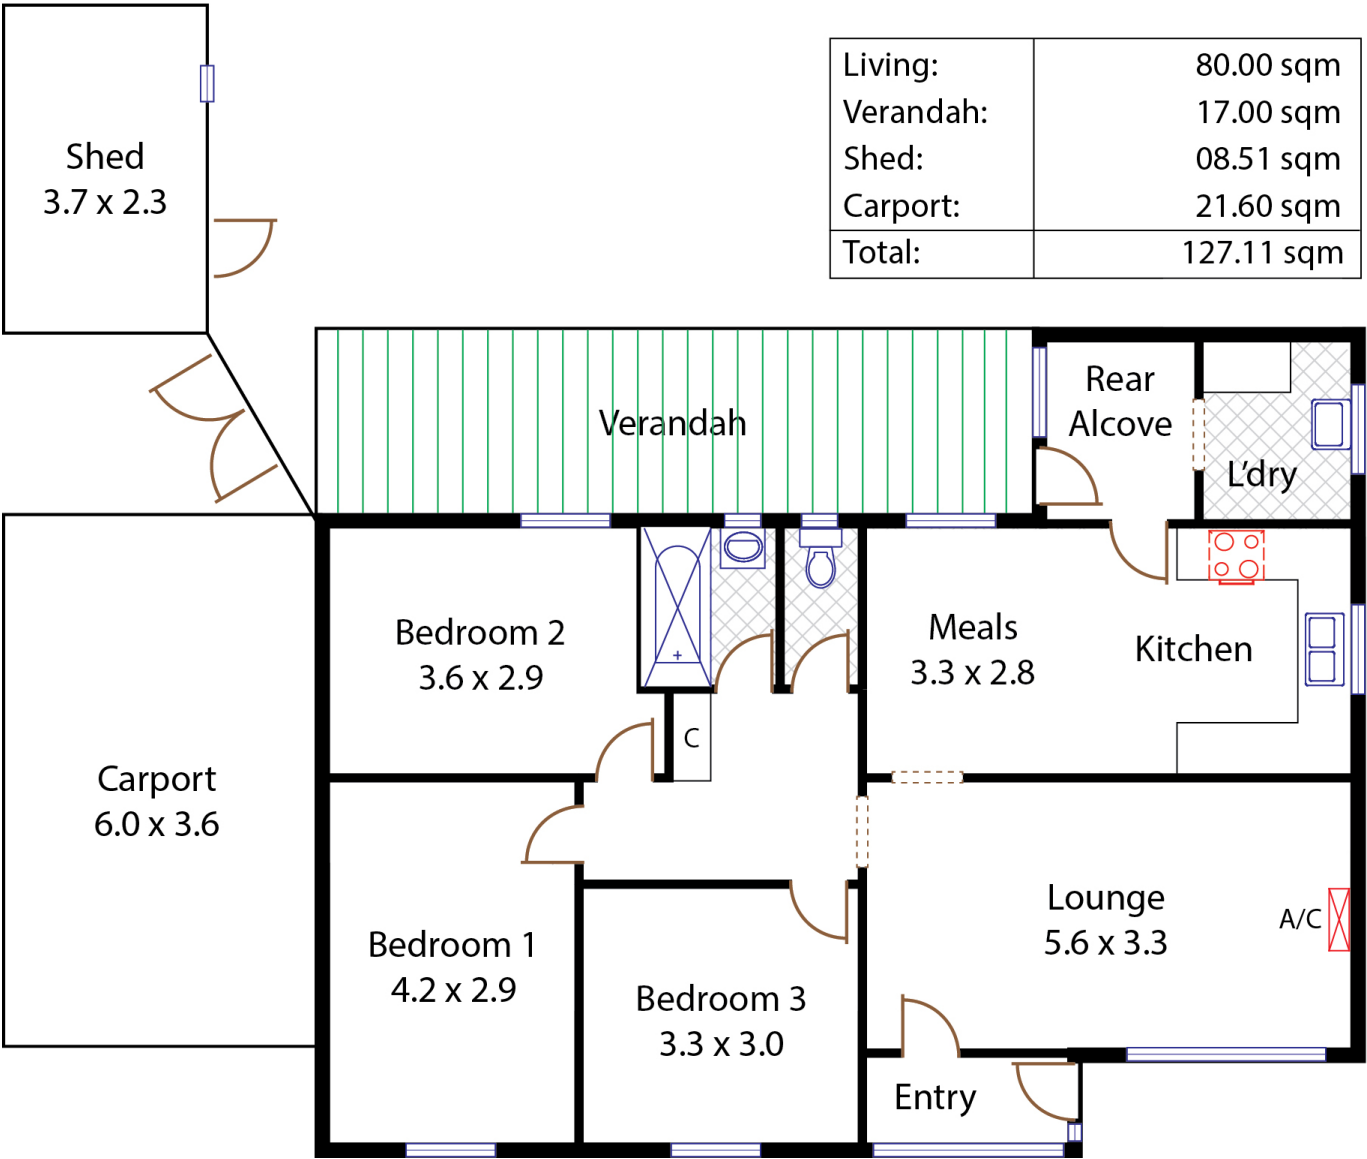 Living: 80.00 sqm
Verandah: 17.00 sqm
Shed: 08.51 sqm
Carport: 21.60 sqm
Total: 127.11 sqm
Shed
3.7 x 2.3
Verandah
Rear
Alcove
L'dry
Bedroom 2
3.6 x 2.9
Meals
3.3 x 2.8
Kitchen
C
Carport
6.0 x 3.6
Bedroom 1
4.2 x 2.9
Bedroom 3
3.3 x 3.0
Lounge
5.6 x 3.3
A/C
Entry